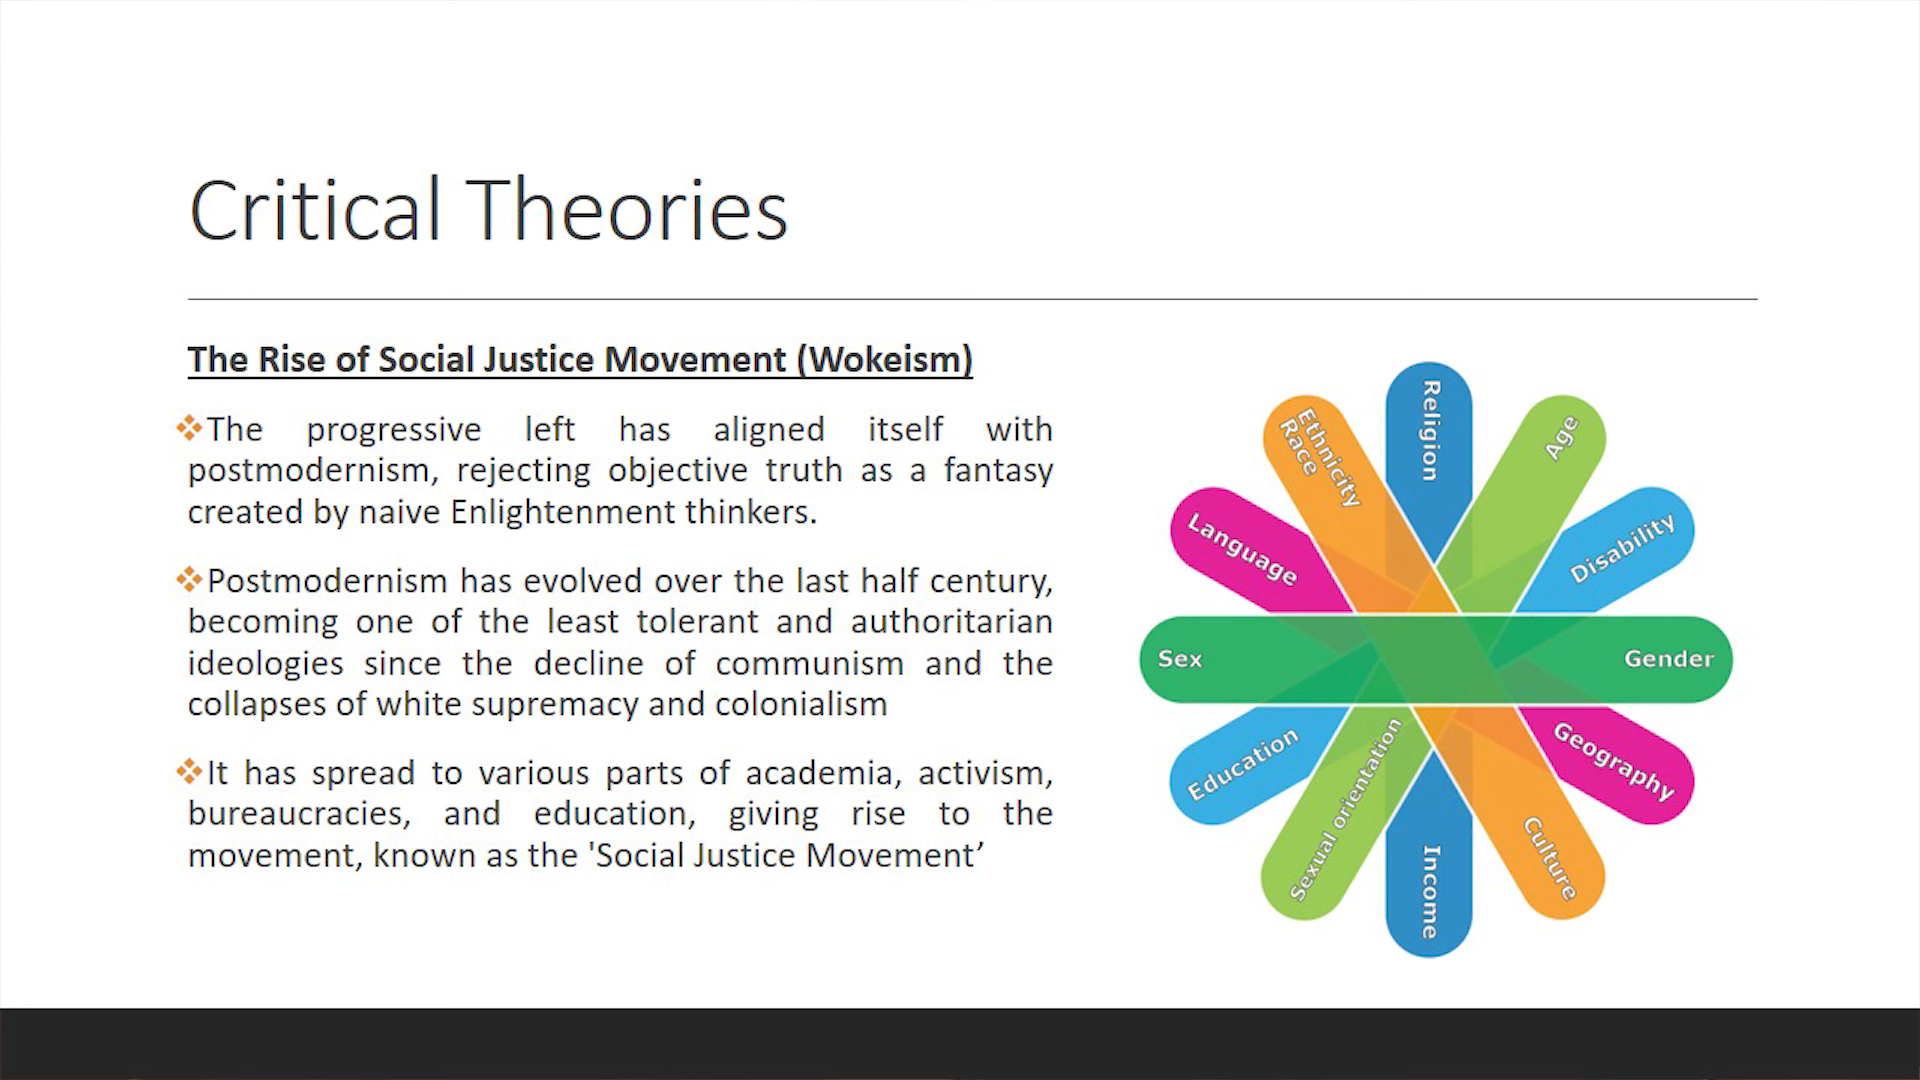 Critical Theories
The Rise of Social Justice Movement (Wokeism)
❖The progressive left has aligned itself with
postmodernism, rejecting objective truth as a fantasy
created by naive Enlightenment thinkers.
❖Postmodernism has evolved over the last half century,
becoming one of the least tolerant and authoritarian
ideologies since the decline of communism and the
collapses of white supremacy and colonialism
❖It has spread to various parts of academia, activism,
bureaucracies, and education, giving rise to the
movement, known as the 'Social Justice Movement’
Religion
Age
Disability
Gender
Geography
Culture
Income
Sexual orientation
Education
Sex
Language
Ethnicity
Race